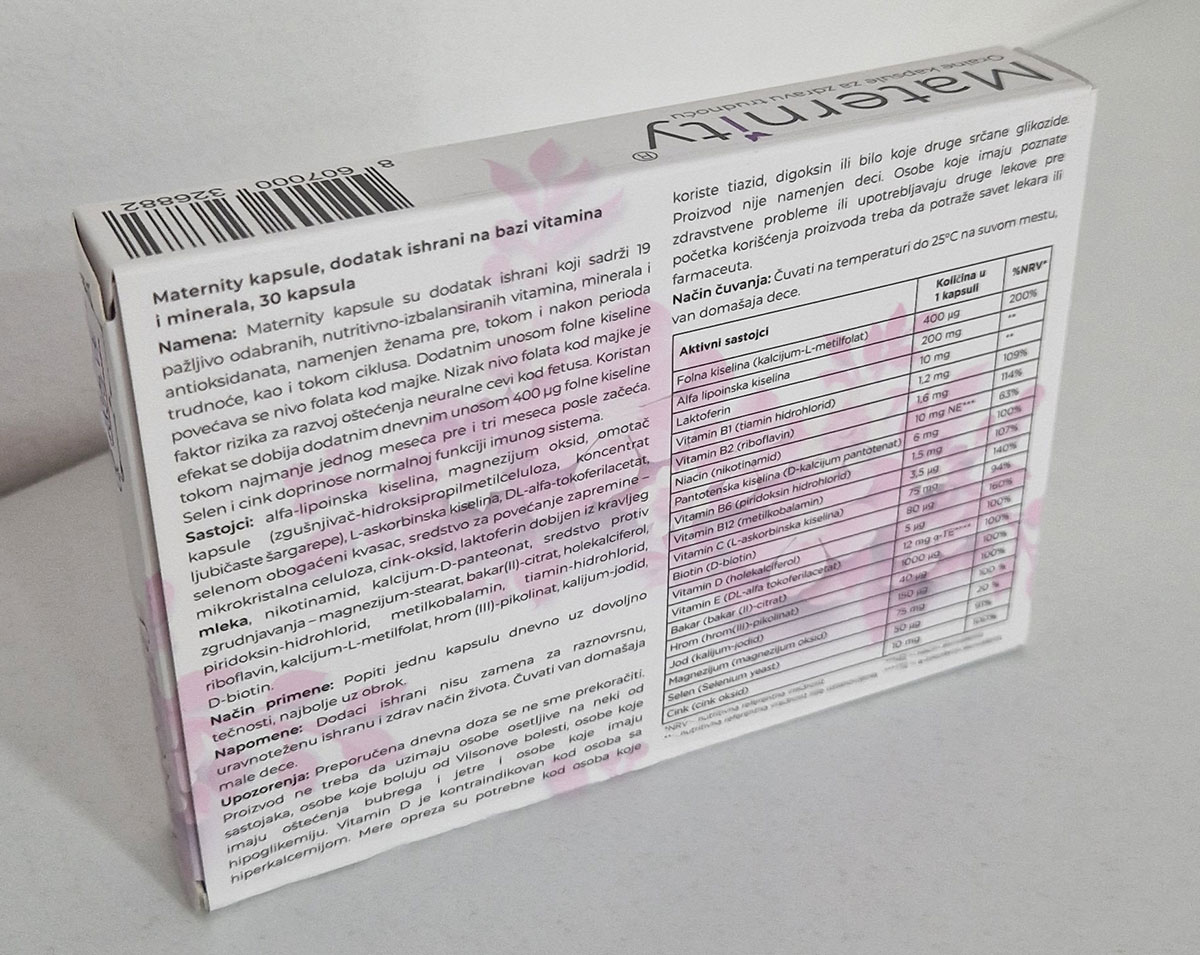 Maternity®
Oralne kapsule za zdravu trudnoću
8 607000 326882
Maternity kapsule, dodatak ishrani na bazi vitamina
i minerala, 30 kapsula
Namena: Maternity kapsule su dodatak ishrani koji sadrži 19
pažljivo odabranih, nutritivno-izbalansiranih vitamina, minerala i
antioksidanata, namenjen ženama pre, tokom i nakon perioda
trudnoće, kao i tokom ciklusa. Dodatnim unosom folne kiseline
povećava se nivo folata kod majke. Nizak nivo folata kod majke je
faktor rizika za razvoj oštećenja neuralne cevi kod fetusa. Koristan
efekat se dobija dodatnim dnevnim unosom 400 µg folne kiseline
tokom najmanje jednog meseca pre i tri meseca posle začeća.
Selen i cink doprinose normalnoj funkciji imunog sistema.
Sastojci: alfa-lipoinska kiselina, magnezijum oksid, omotač
kapsule (zgušnjivač-hidroksipropilmetilceluloza, koncentrat
ljubičaste šargarepe), L-askorbinska kiselina, DL-alfa-tokoferilacetat,
selenom obogaćeni kvasac, sredstvo za povećanje zapremine –
mikrokristalna celuloza, cink-oksid, laktoferin dobijen iz kravljeg
mleka, nikotinamid, kalcijum-D-panteonat, sredstvo protiv
zgrudnjavanja – magnezijum-stearat, bakar(II)-citrat, holekalciferol,
piridoksin-hidrohlorid, metilkobalamin, tiamin-hidrohlorid,
riboflavin, kalcijum-L-metilfolat, hrom (III)-pikolinat, kalijum-jodid,
D-biotin.
Način primene: Popiti jednu kapsulu dnevno uz dovoljno
tečnosti, najbolje uz obrok.
Napomene: Dodaci ishrani nisu zamena za raznovrsnu,
uravnoteženu ishranu i zdrav način života. Čuvati van domašaja
male dece.
Upozorenja: Preporučena dnevna doza se ne sme prekoračiti.
Proizvod ne treba da uzimaju osobe osetljive na neki od
sastojaka, osobe koje boluju od Vilsonove bolesti, osobe koje
imaju oštećenja bubrega i jetre i osobe koje imaju
hipoglikemiju. Vitamin D je kontraindikovan kod osoba sa
hiperkalcemijom. Mere opreza su potrebne kod osoba koje
koriste tiazid, digoksin ili bilo koje druge srčane glikozide.
Proizvod nije namenjen deci. Osobe koje imaju poznate
zdravstvene probleme ili upotrebljavaju druge lekove pre
početka korišćenja proizvoda treba da potraže savet lekara ili
farmaceuta.
Način čuvanja: Čuvati na temperaturi do 25°C na suvom mestu,
van domašaja dece.
Aktivni sastojci Količina u 1 kapsuli %NRV*
Folna kiselina (kalcijum-L-metilfolat) 400 µg 200%
Alfa lipoinska kiselina 200 mg **
Laktoferin 10 mg **
Vitamin B1 (tiamin hidrohlorid) 1,2 mg 109%
Vitamin B2 (riboflavin) 1,6 mg 114%
Niacin (nikotinamid) 10 mg NE*** 63%
Pantotenska kiselina (D-kalcijum pantotenat) 6 mg 100%
Vitamin B6 (piridoksin hidrohlorid) 1,5 mg 107%
Vitamin B12 (metilkobalamin) 3,5 µg 140%
Vitamin C (L-askorbinska kiselina) 75 mg 94%
Biotin (D-biotin) 80 µg 160%
Vitamin D (holekalciferol) 5 µg 100%
Vitamin E (DL-alfa tokoferilacetat) 12 mg α-TE**** 100%
Bakar (bakar (II)-citrat) 1000 µg 100%
Hrom (hrom(III)-pikolinat) 40 µg 100%
Jod (kalijum-jodid) 150 µg 100 %
Magnezijum (magnezijum oksid) 75 mg 20 %
Selen (Selenium yeast) 50 µg 91%
Cink (cink oksid) 10 mg
*NRV – nutritivna referentna vrednost
** – nutritivna referentna vrednost nije ustanovljena